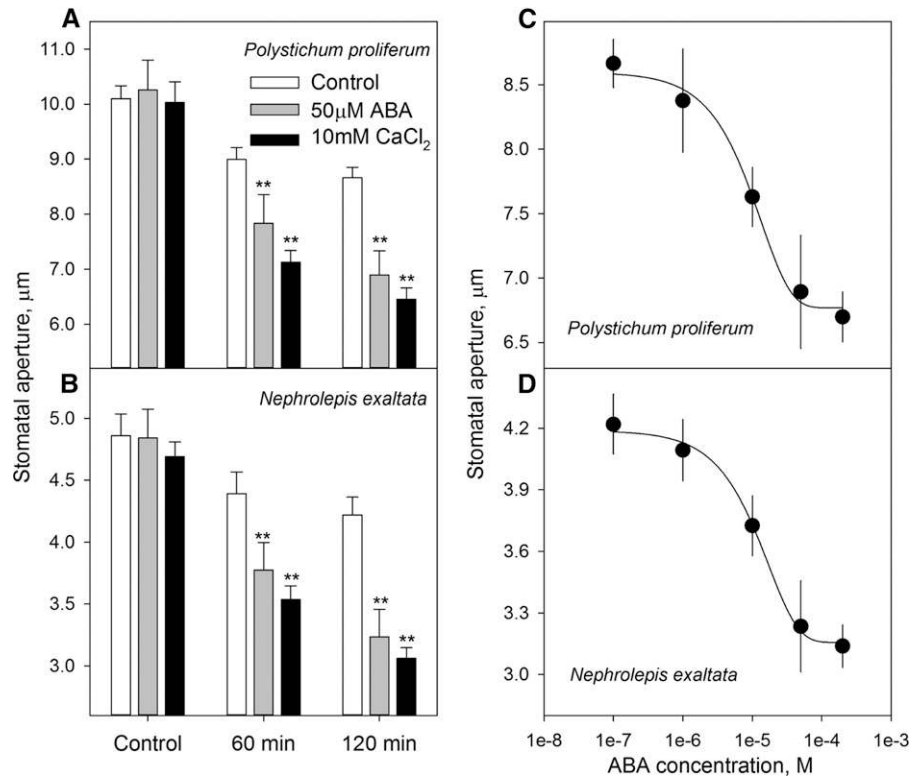 A
Polystichum proliferum
Control
50μM ABA
10mM CaCl₂
**
**
**
**
11.0
10.0
9.0
8.0
7.0
6.0
Stomatal aperture, μm
B
Nephrolepis exaltata
**
**
**
**
5.0
4.5
4.0
3.5
3.0
Control 60 min 120 min
C
8.5
8.0
7.5
7.0
6.5
Polystichum proliferum
Stomatal aperture, μm
D
4.2
3.9
3.6
3.3
3.0
Nephrolepis exaltata
1e-8 1e-7 1e-6 1e-5 1e-4 1e-3
ABA concentration, M